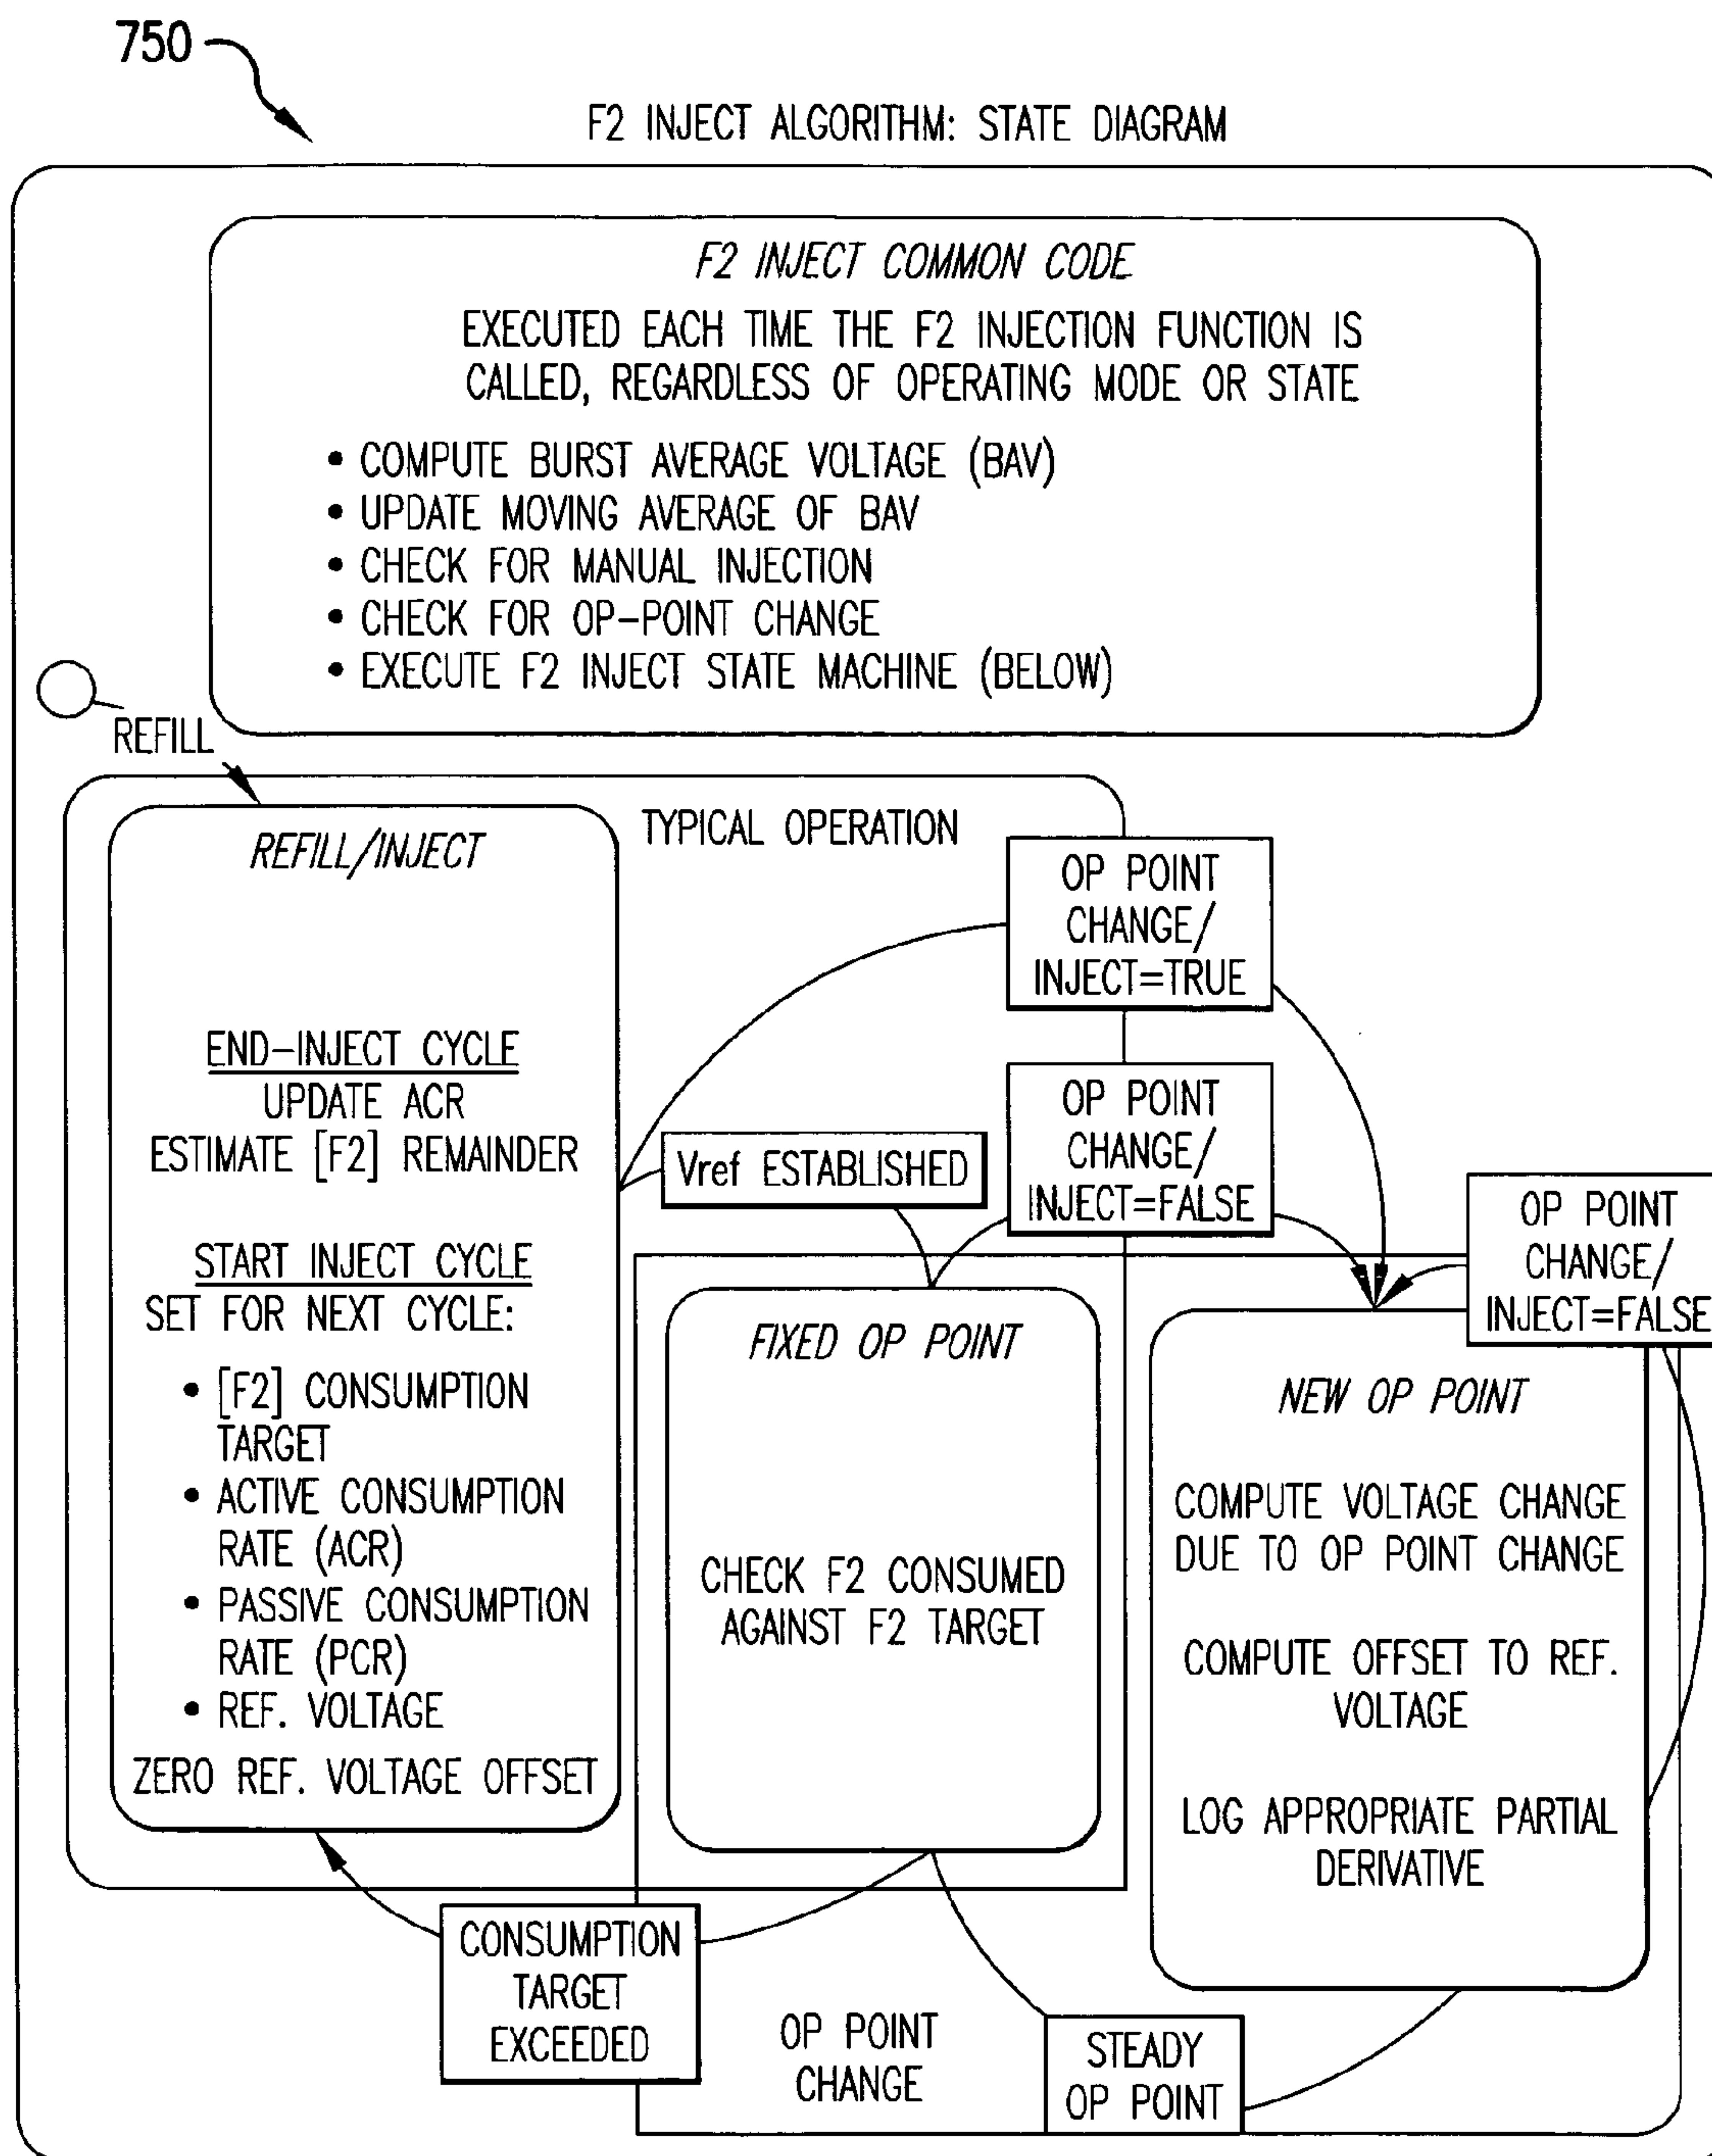 750
F2 INJECT ALGORITHM: STATE DIAGRAM
F2 INJECT COMMON CODE
EXECUTED EACH TIME THE F2 INJECTION FUNCTION IS
CALLED, REGARDLESS OF OPERATING MODE OR STATE
• COMPUTE BURST AVERAGE VOLTAGE (BAV)
• UPDATE MOVING AVERAGE OF BAV
• CHECK FOR MANUAL INJECTION
• CHECK FOR OP-POINT CHANGE
• EXECUTE F2 INJECT STATE MACHINE (BELOW)
REFILL
TYPICAL OPERATION
REFILL/INJECT
END-INJECT CYCLE
UPDATE ACR
ESTIMATE [F2] REMAINDER
START INJECT CYCLE
SET FOR NEXT CYCLE:
• [F2] CONSUMPTION
TARGET
• ACTIVE CONSUMPTION
RATE (ACR)
• PASSIVE CONSUMPTION
RATE (PCR)
• REF. VOLTAGE
ZERO REF. VOLTAGE OFFSET
OP POINT
CHANGE/
INJECT=TRUE
OP POINT
CHANGE/
INJECT=FALSE
Vref ESTABLISHED
OP POINT
CHANGE/
INJECT=FALSE
FIXED OP POINT
CHECK F2 CONSUMED
AGAINST F2 TARGET
NEW OP POINT
COMPUTE VOLTAGE CHANGE
DUE TO OP POINT CHANGE
COMPUTE OFFSET TO REF.
VOLTAGE
LOG APPROPRIATE PARTIAL
DERIVATIVE
CONSUMPTION
TARGET
EXCEEDED
OP POINT
CHANGE
STEADY
OP POINT